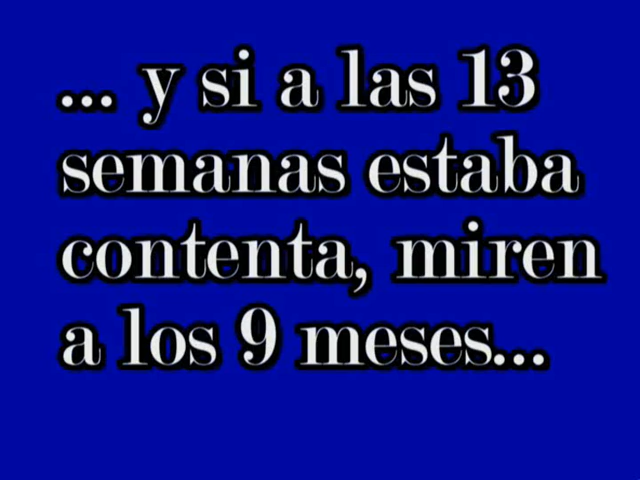 ... y si a las 13
semanas estaba
contenta, miren
a los 9 meses...